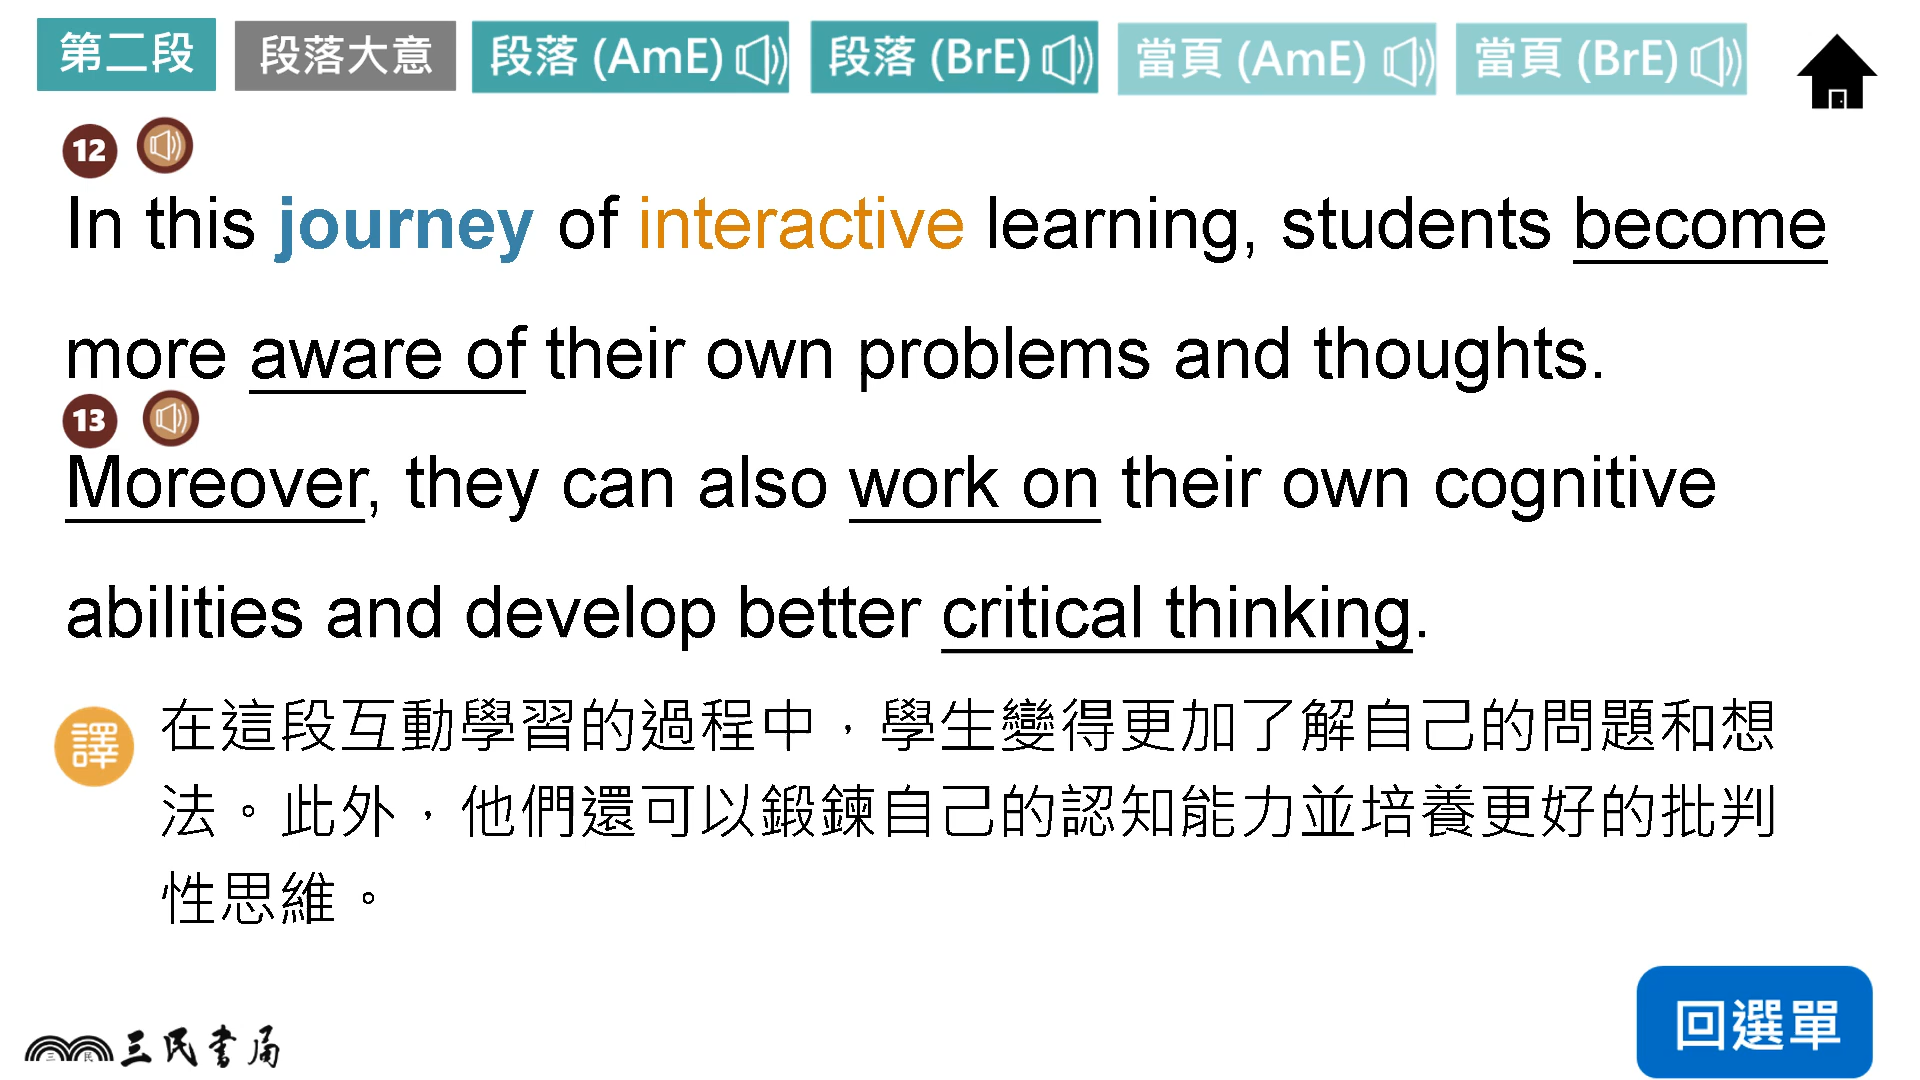 第二段 段落大意 段落 (AmE) 段落 (BrE) 當頁 (AmE) 當頁 (BrE)
12
In this journey of interactive learning, students become
more aware of their own problems and thoughts.
13
Moreover, they can also work on their own cognitive
abilities and develop better critical thinking.
譯 在這段互動學習的過程中，學生變得更加了解自己的問題和想
法。此外，他們還可以鍛鍊自己的認知能力並培養更好的批判
性思維。
回選單
三民 三民書局